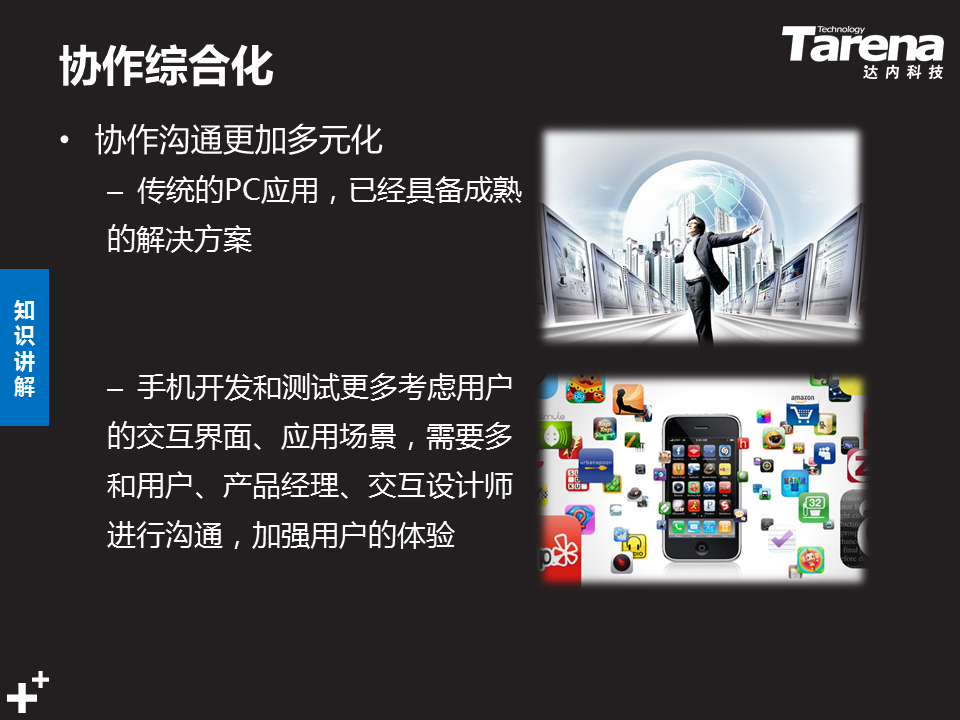 协作综合化
Technology
Tarena
达内科技
• 协作沟通更加多元化
– 传统的PC应用，已经具备成熟
的解决方案
知
识
讲
解
– 手机开发和测试更多考虑用户
的交互界面、应用场景，需要多
和用户、产品经理、交互设计师
进行沟通，加强用户的体验
amazon
urbanspoon
32
yelp